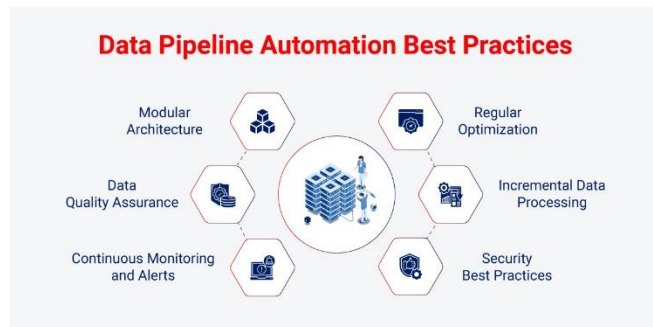 Data Pipeline Automation Best Practices
Modular
Architecture
Regular
Optimization
Data
Quality Assurance
Incremental Data
Processing
Continuous Monitoring
and Alerts
Security
Best Practices